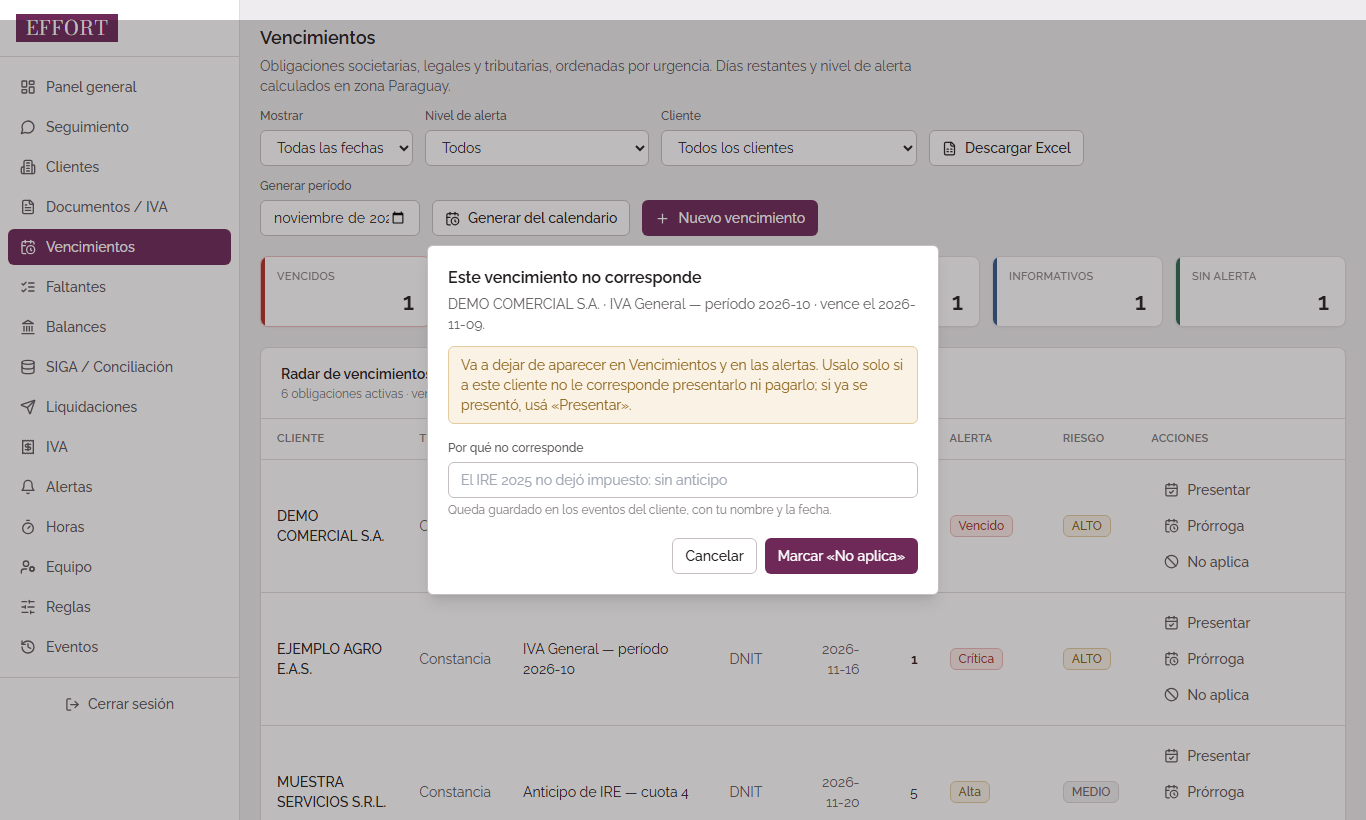 EFFORT
Panel general
Seguimiento
Clientes
Documentos / IVA
Vencimientos
Faltantes
Balances
SIGA / Conciliación
Liquidaciones
IVA
Alertas
Horas
Equipo
Reglas
Eventos
Cerrar sesión
Vencimientos
Obligaciones societarias, legales y tributarias, ordenadas por urgencia. Días restantes y nivel de alerta
calculados en zona Paraguay.
Mostrar
Nivel de alerta
Cliente
Todas las fechas
Todos
Todos los clientes
Descargar Excel
Generar período
noviembre de 202
Generar del calendario
+ Nuevo vencimiento
VENCIDOS
1
1
INFORMATIVOS
1
SIN ALERTA
1
Este vencimiento no corresponde
DEMO COMERCIAL S.A. · IVA General — período 2026-10 · vence el 2026-
11-09.
Va a dejar de aparecer en Vencimientos y en las alertas. Usalo solo si
a este cliente no le corresponde presentarlo ni pagarlo; si ya se
presentó, usá «Presentar».
Por qué no corresponde
El IRE 2025 no dejó impuesto: sin anticipo
Queda guardado en los eventos del cliente, con tu nombre y la fecha.
Cancelar
Marcar «No aplica»
Radar de vencimientos
6 obligaciones activas · ver
CLIENTE
ALERTA
RIESGO
ACCIONES
DEMO
COMERCIAL S.A.
Vencido
ALTO
Presentar
Prórroga
No aplica
EJEMPLO AGRO
E.A.S.
Constancia
IVA General — período
2026-10
DNIT
2026-
11-16
1
Crítica
ALTO
Presentar
Prórroga
No aplica
MUESTRA
SERVICIOS S.R.L.
Constancia
Anticipo de IRE — cuota 4
DNIT
2026-
11-20
5
Alta
MEDIO
Presentar
Prórroga